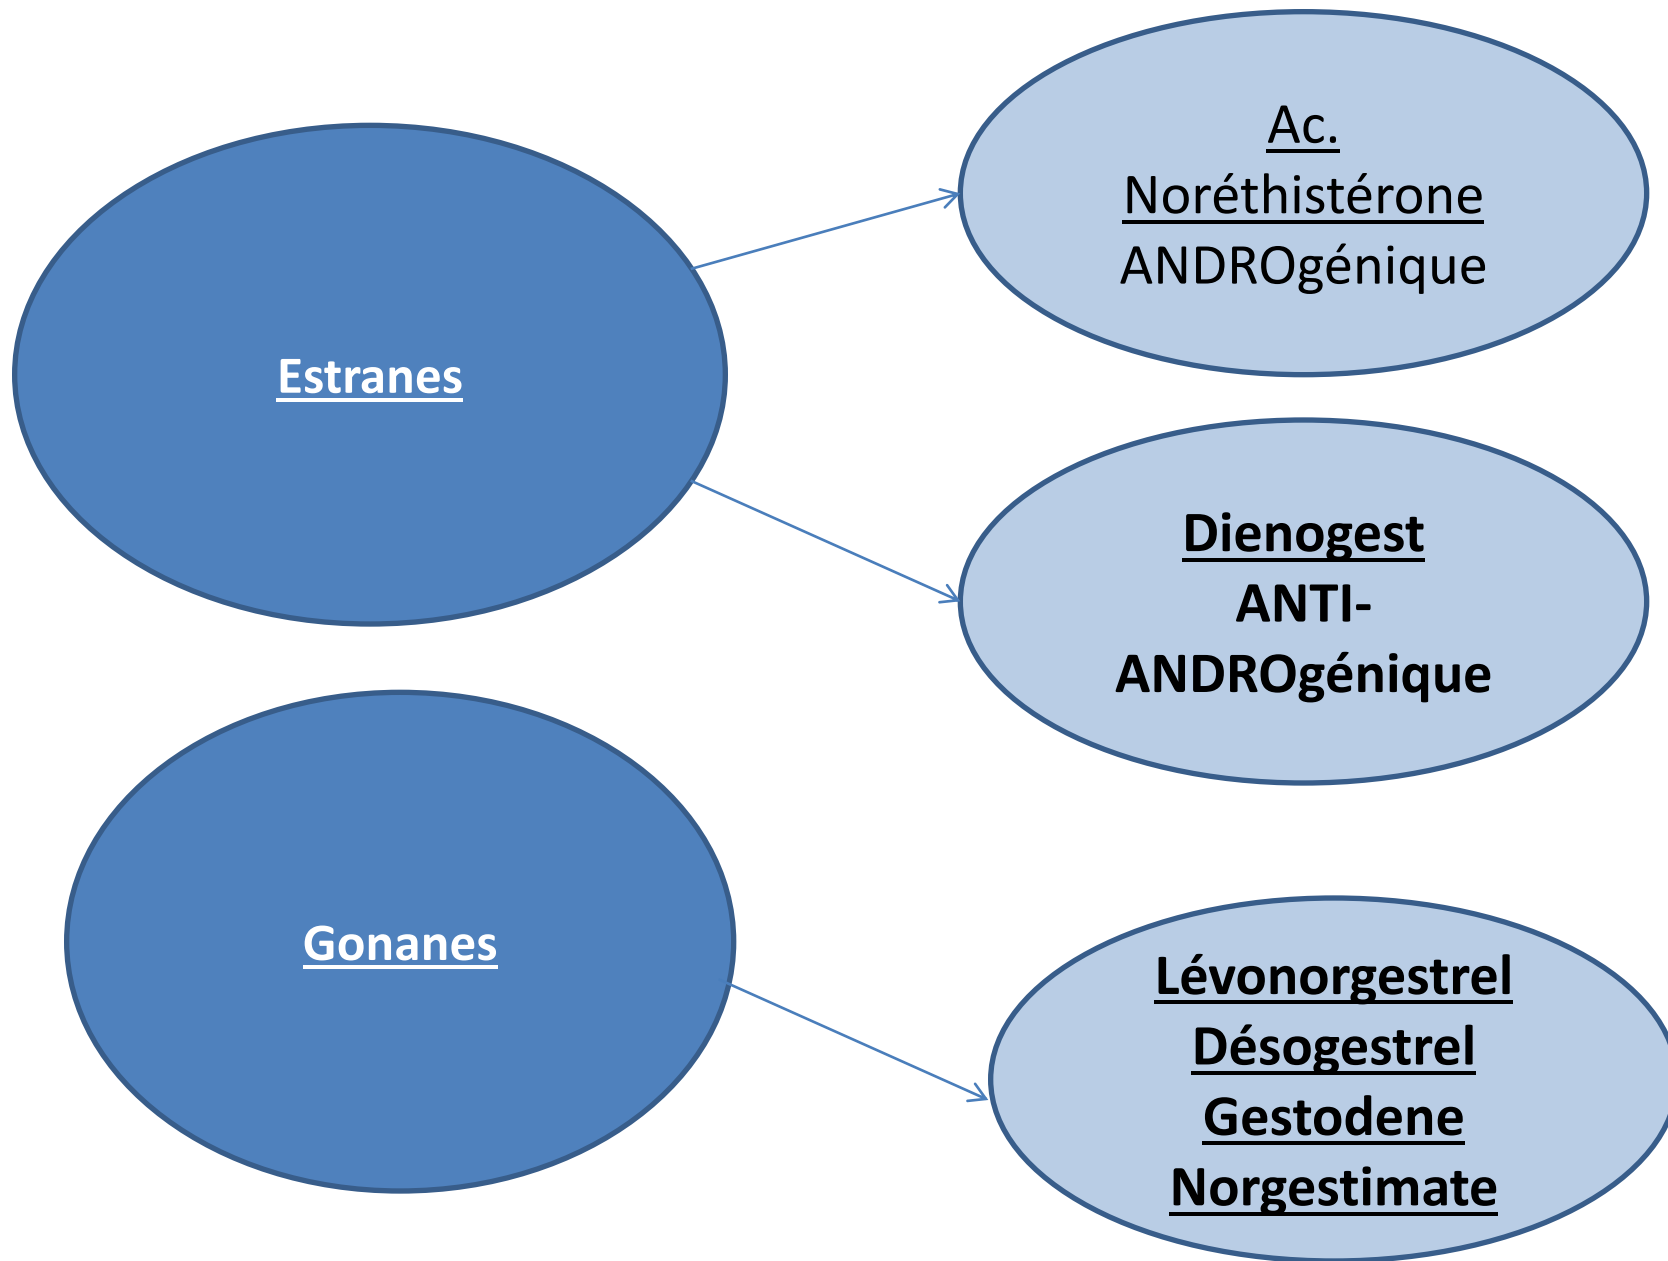 Estranes
Ac.
Noréthistérone
ANDROgénique
Dienogest
ANTI-
ANDROgénique
Gonanes
Lévonorgestrel
Désogestrel
Gestodene
Norgestimate